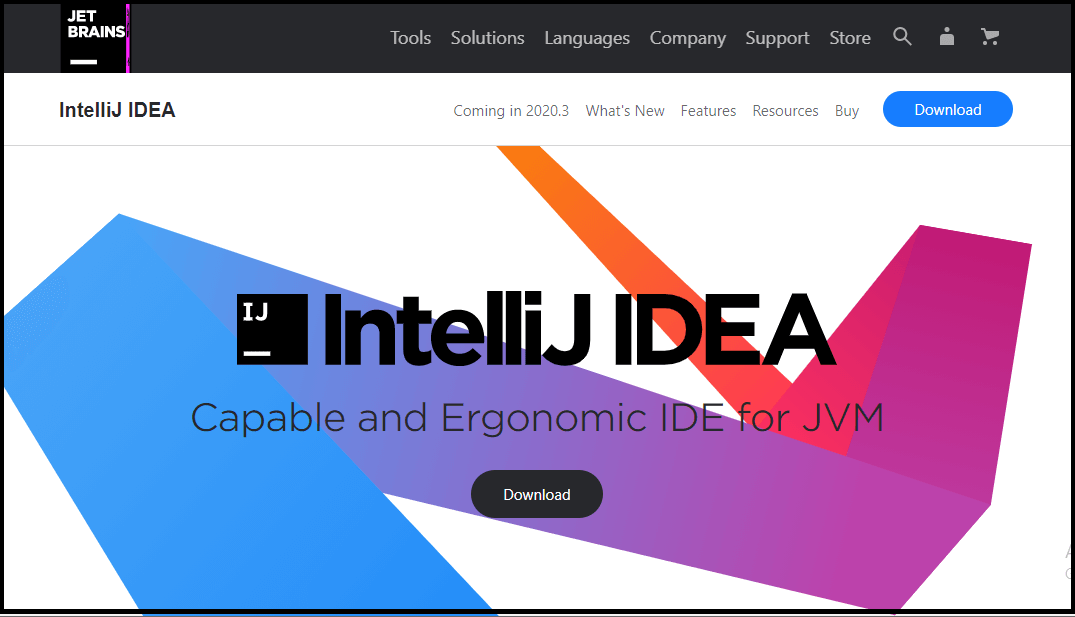 JET
BRAINS
Tools Solutions Languages Company Support Store
IntelliJ IDEA
Coming in 2020.3 What's New Features Resources Buy Download
IJ
IntelliJ IDEA
Capable and Ergonomic IDE for JVM
Download